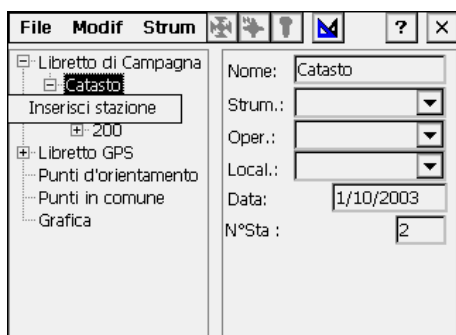 File Modif Strum ? ×
Libretto di Campagna
Catasto
Inserisci stazione
200
Libretto GPS
Punti d'orientamento
Punti in comune
Grafica
Nome: Catasto
Strum.:
Oper.:
Local.:
Data: 1/10/2003
N°Sta : 2